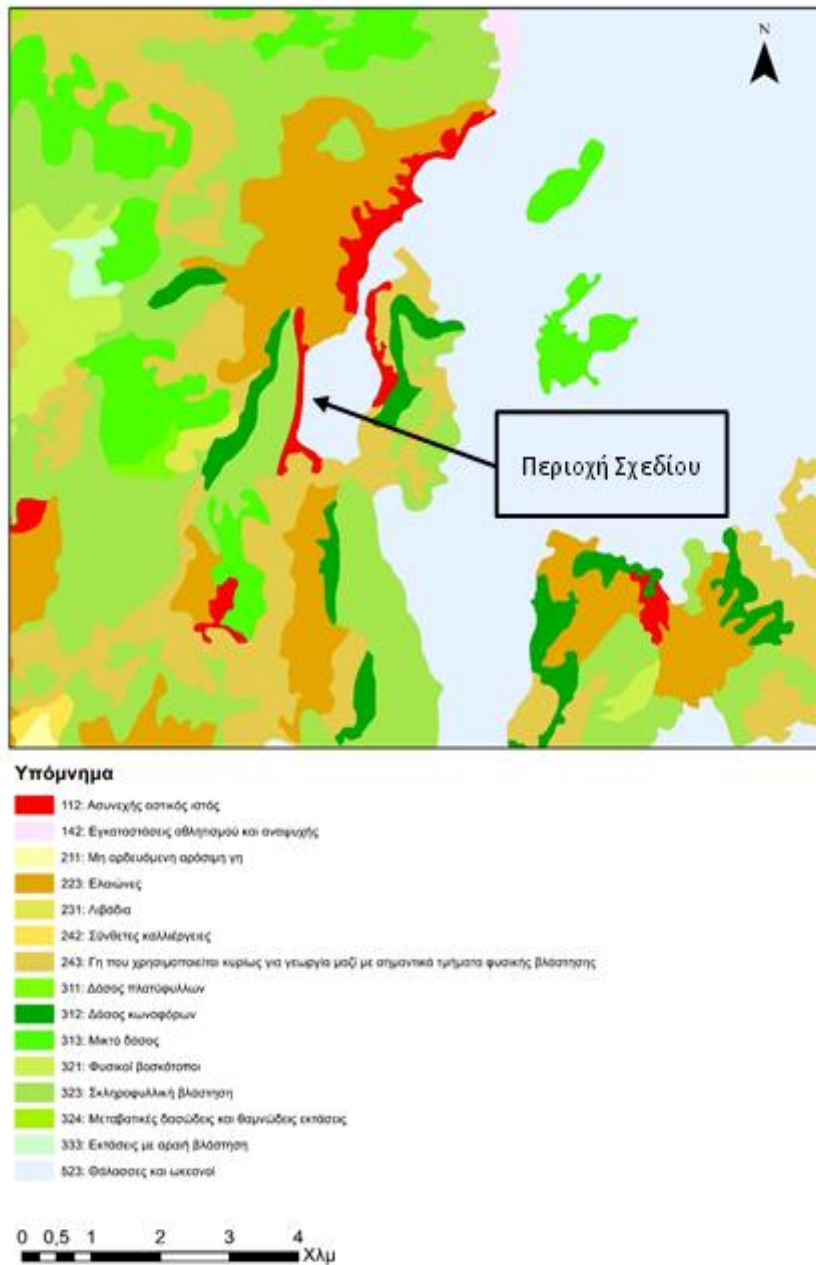 N
Περιοχή Σχεδίου
Υπόμνημα
112: Ασυνεχής αστικός ιστός
142: Εγκαταστάσεις αθλητισμού και αναψυχής
211: Μη αρδευόμενη αρόσιμη γη
223: Ελαιώνες
231: Λιβάδια
242: Σύνθετες καλλιέργειες
243: Γη που χρησιμοποιείται κυρίως για γεωργία μαζί με σημαντικά τμήματα φυσικής βλάστησης
311: Δάσος πλατύφυλλων
312: Δάσος κωνοφόρων
313: Μικτό δάσος
321: Φυσικοί βοσκότοποι
323: Σκληροφυλλική βλάστηση
324: Μεταβατικές δασώδεις και θαμνώδεις εκτάσεις
333: Εκτάσεις με αραιή βλάστηση
523: Θάλασσες και ωκεανοί
0 0,5 1 2 3 4
Χλμ